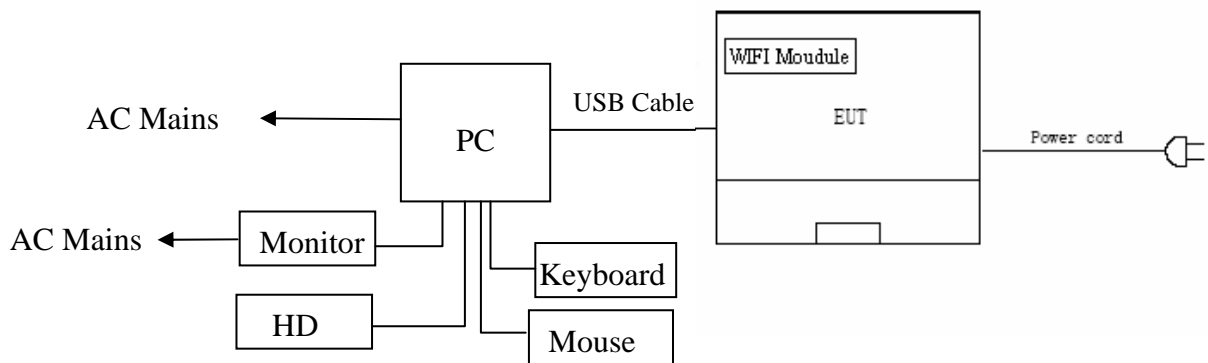 WIFI Moudule
USB Cable
AC Mains
PC
EUT
Power cord
AC Mains
Monitor
Keyboard
HD
Mouse